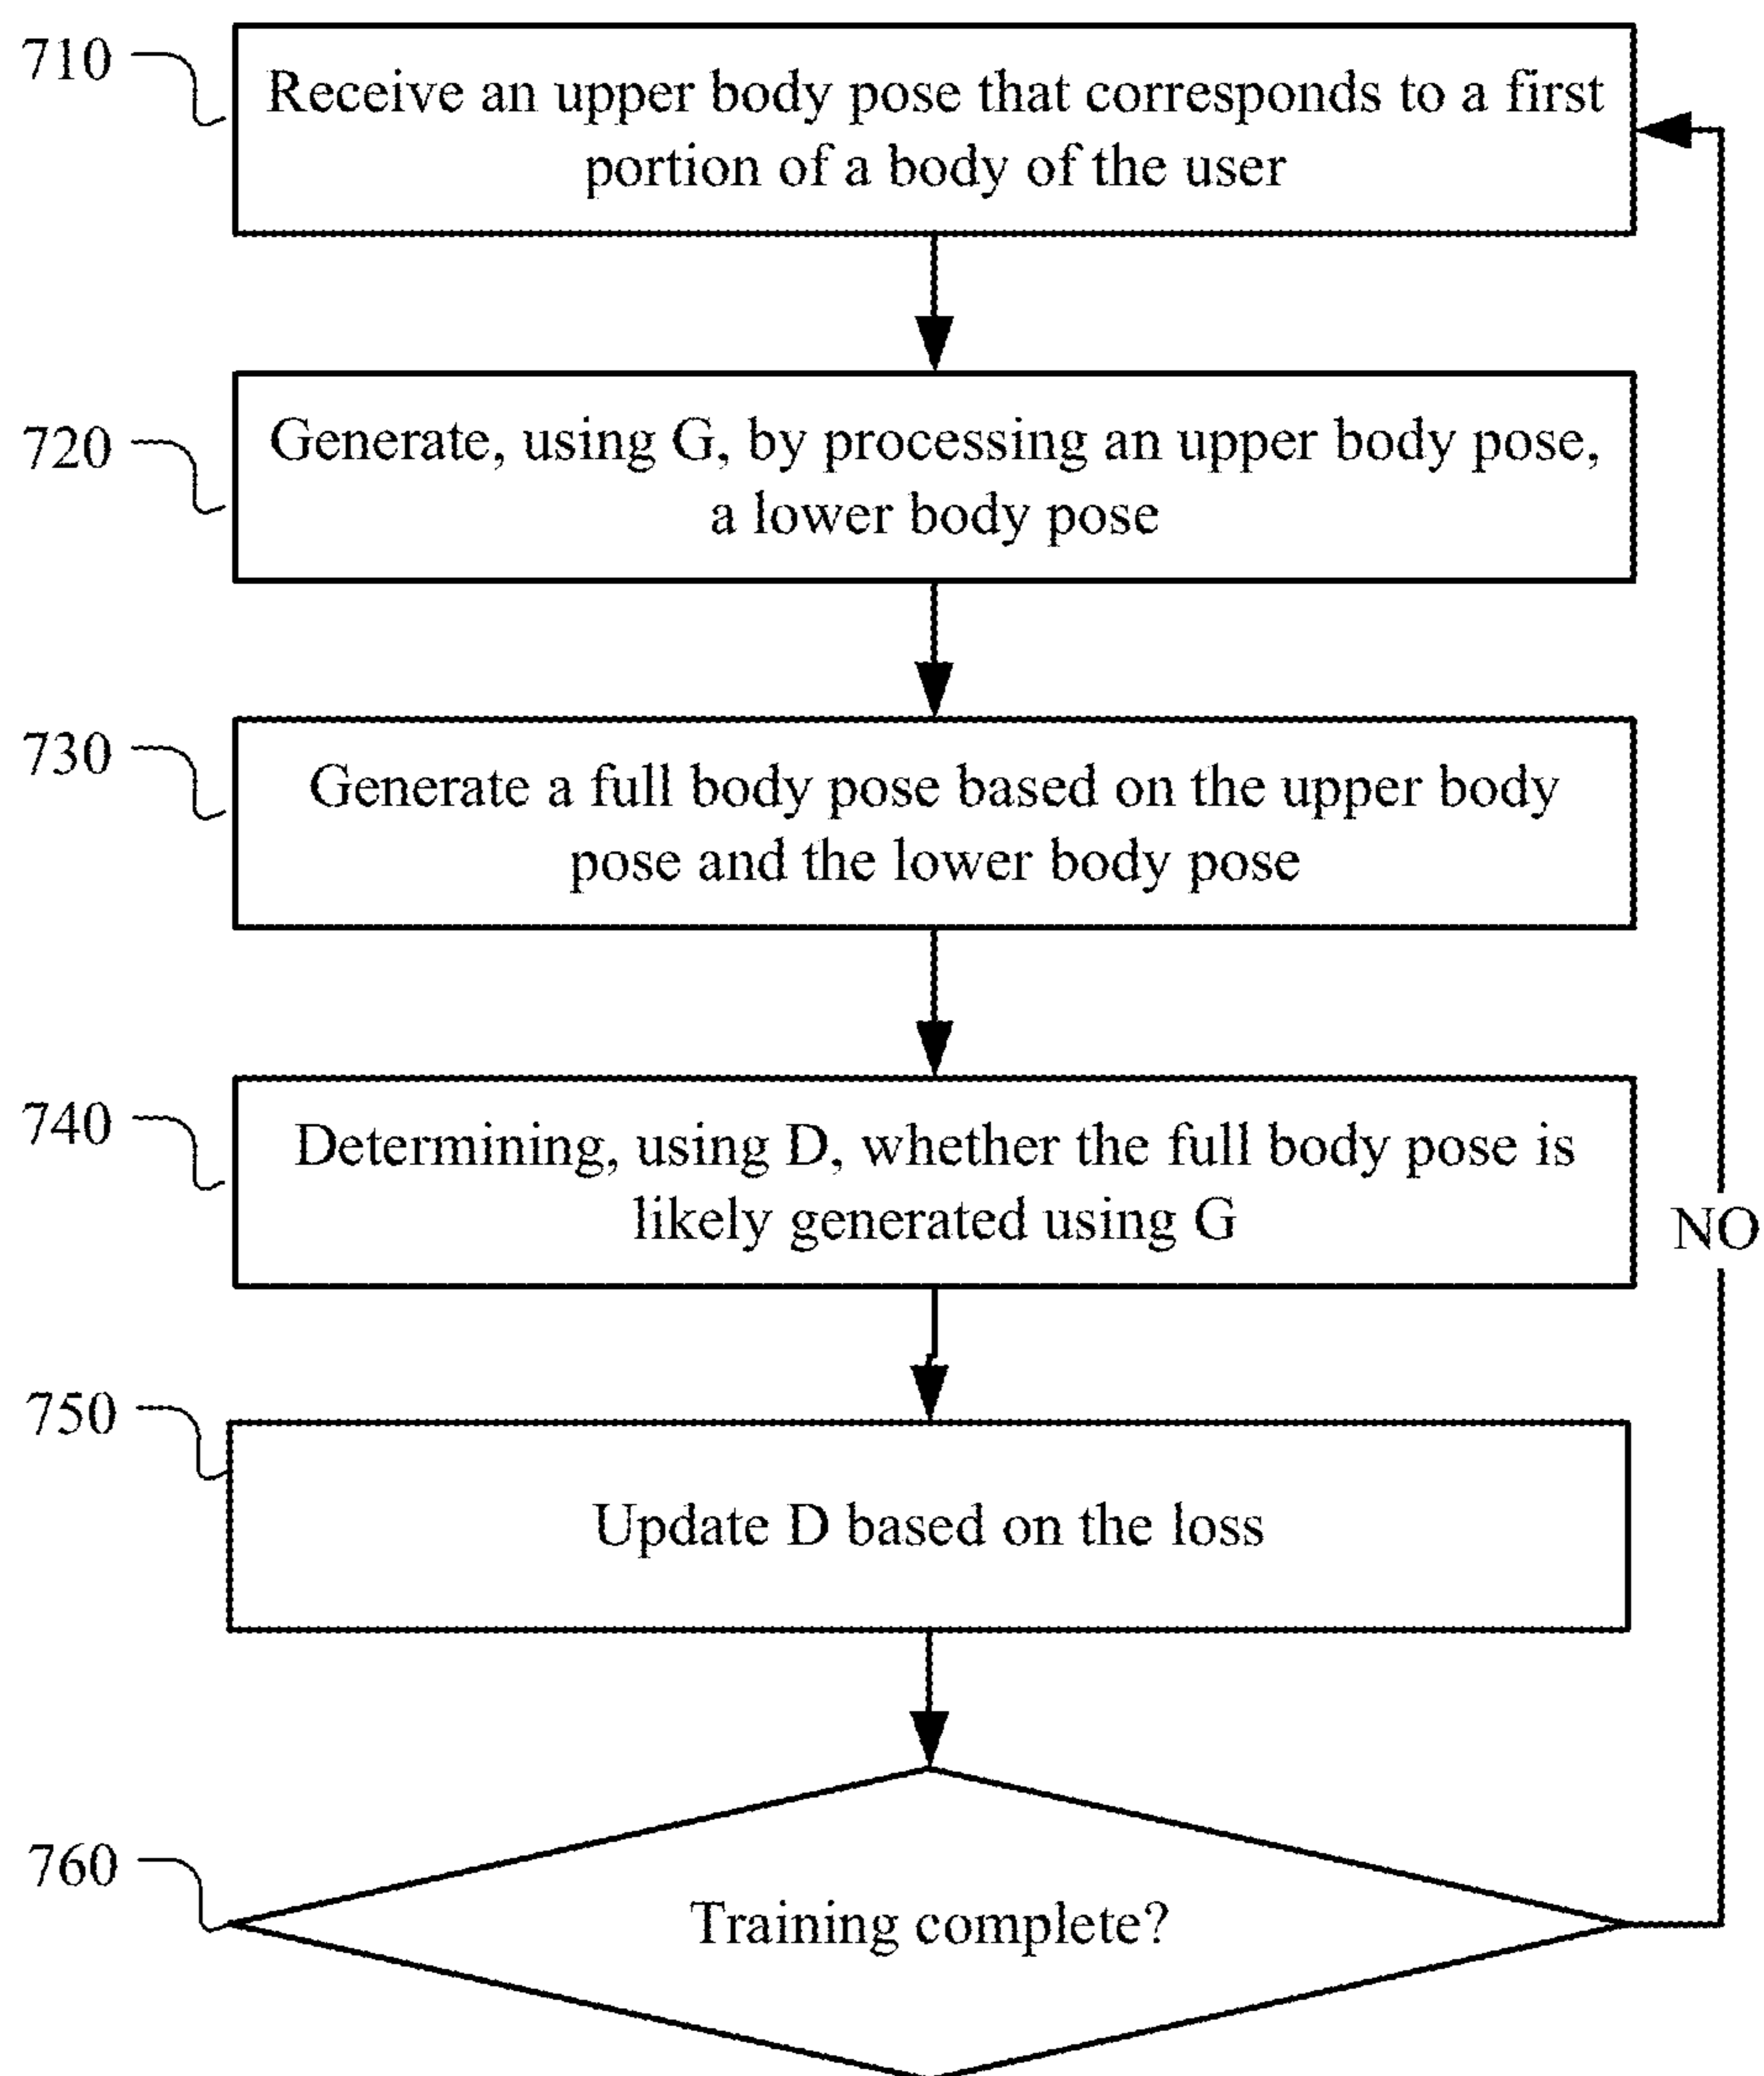 710
Receive an upper body pose that corresponds to a first
portion of a body of the user
720
Generate, using G, by processing an upper body pose,
a lower body pose
730
Generate a full body pose based on the upper body
pose and the lower body pose
740
Determining, using D, whether the full body pose is
likely generated using G
NO
750
Update D based on the loss
760
Training complete?